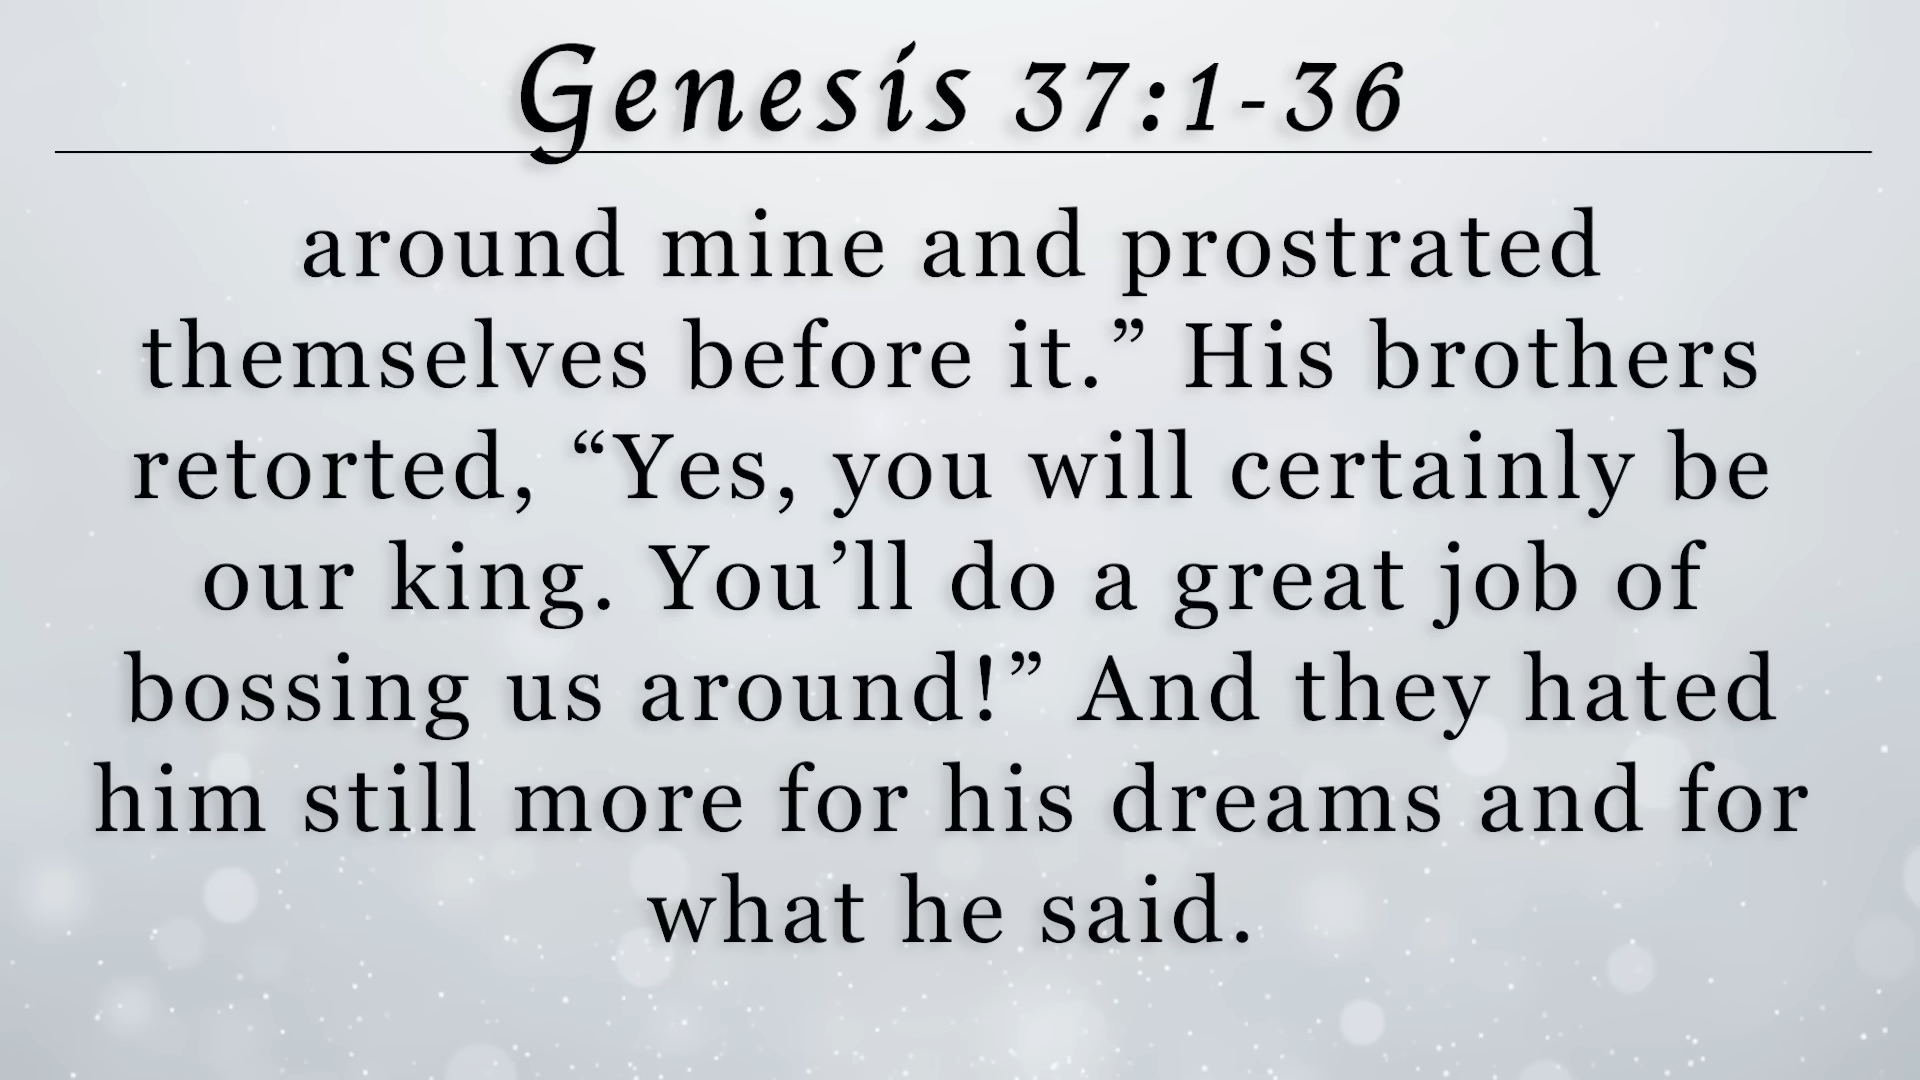 Genesis 37:1-36
around mine and prostrated
themselves before it.” His brothers
retorted, “Yes, you will certainly be
our king. You’ll do a great job of
bossing us around!” And they hated
him still more for his dreams and for
what he said.